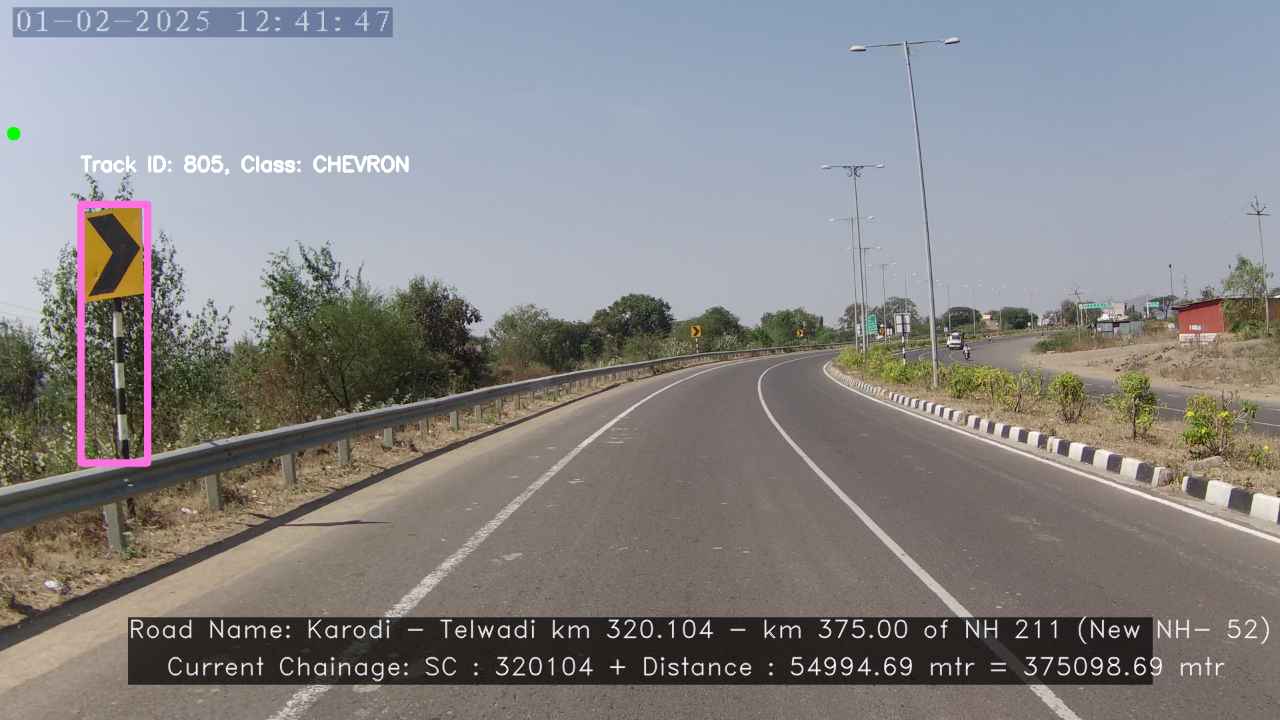 01-02-2025 12:41:47
Track ID: 805, Class: CHEVRON
Road Name: Karodi - Telwadi km 320.104 - km 375.00 of NH 211 (New NH- 52)
Current Chainage: SC : 320104 + Distance : 54994.69 mtr = 375098.69 mtr